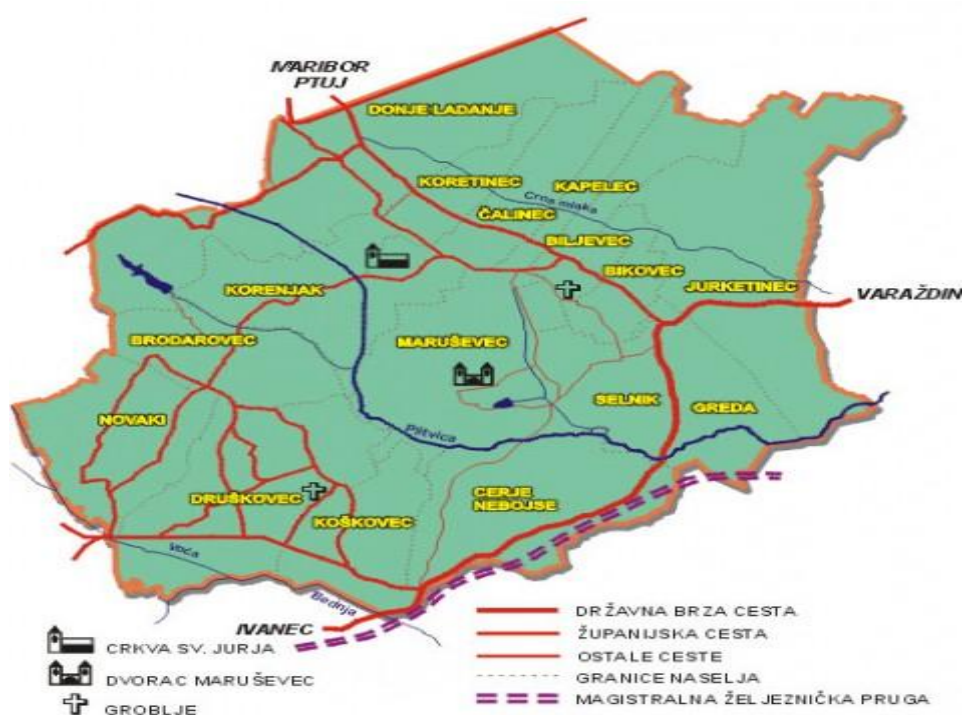 MARIBOR
PTUJ
DONJE LADANJE
KORETINEC
KAPELEC
Crna mlaka
ČALINEC
BILJEVEC
BIKOVEC
JURKETINEC
VARAŽDIN
KORENJAK
BRODAROVEC
MARUŠEVEC
NOVAKI
SELNIK
GREDA
Plitvica
DRUŠKOVEC
KOŠKOVEC
CERJE
NEBOJSE
Voća
Bednja
IVANEC
CRKVA SV. JURJA
DVORAC MARUŠEVEC
GROBLJE
DRŽAVNA BRZA CESTA
ŽUPANIJSKA CESTA
OSTALE CESTE
GRANICE NASELJA
MAGISTRALNA ŽELJEZNIČKA PRUGA